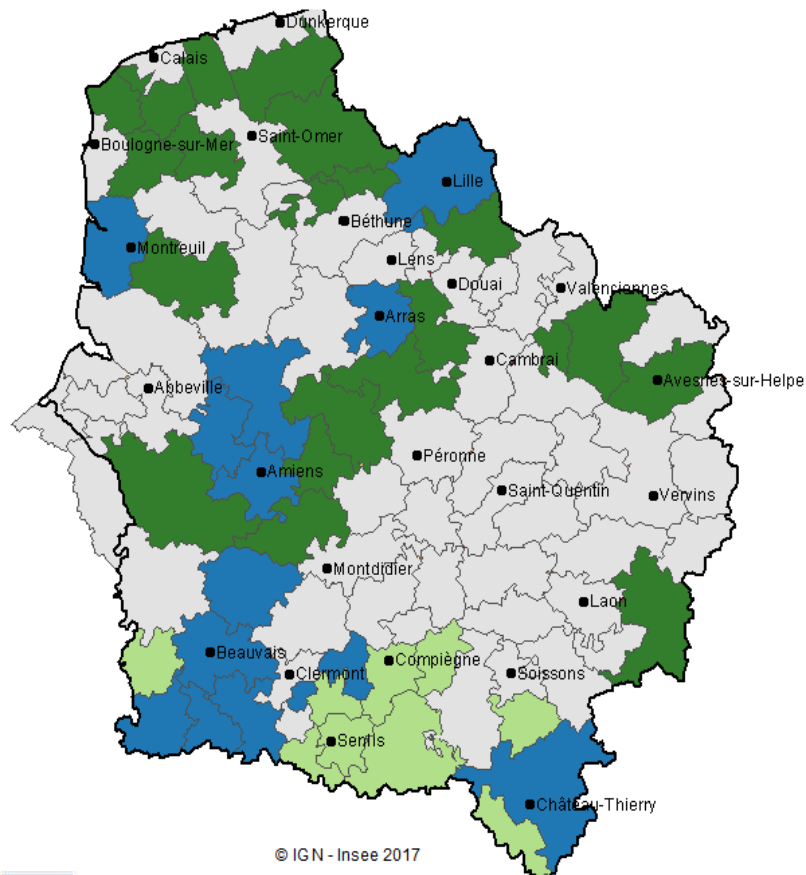 Dunkerque
Calais
Saint-Omer
Boulogne-sur-Mer
Lille
Béthune
Montreuil
Lens
Douai
Valenciennes
Arras
Cambrai
Avesnes-sur-Helpe
Abbeville
Péronne
Amiens
Saint-Quentin
Vervins
Montdidier
Laon
Beauvais
Compiègne
Clermont
Soissons
Senlis
Château-Thierry
© IGN - Insee 2017